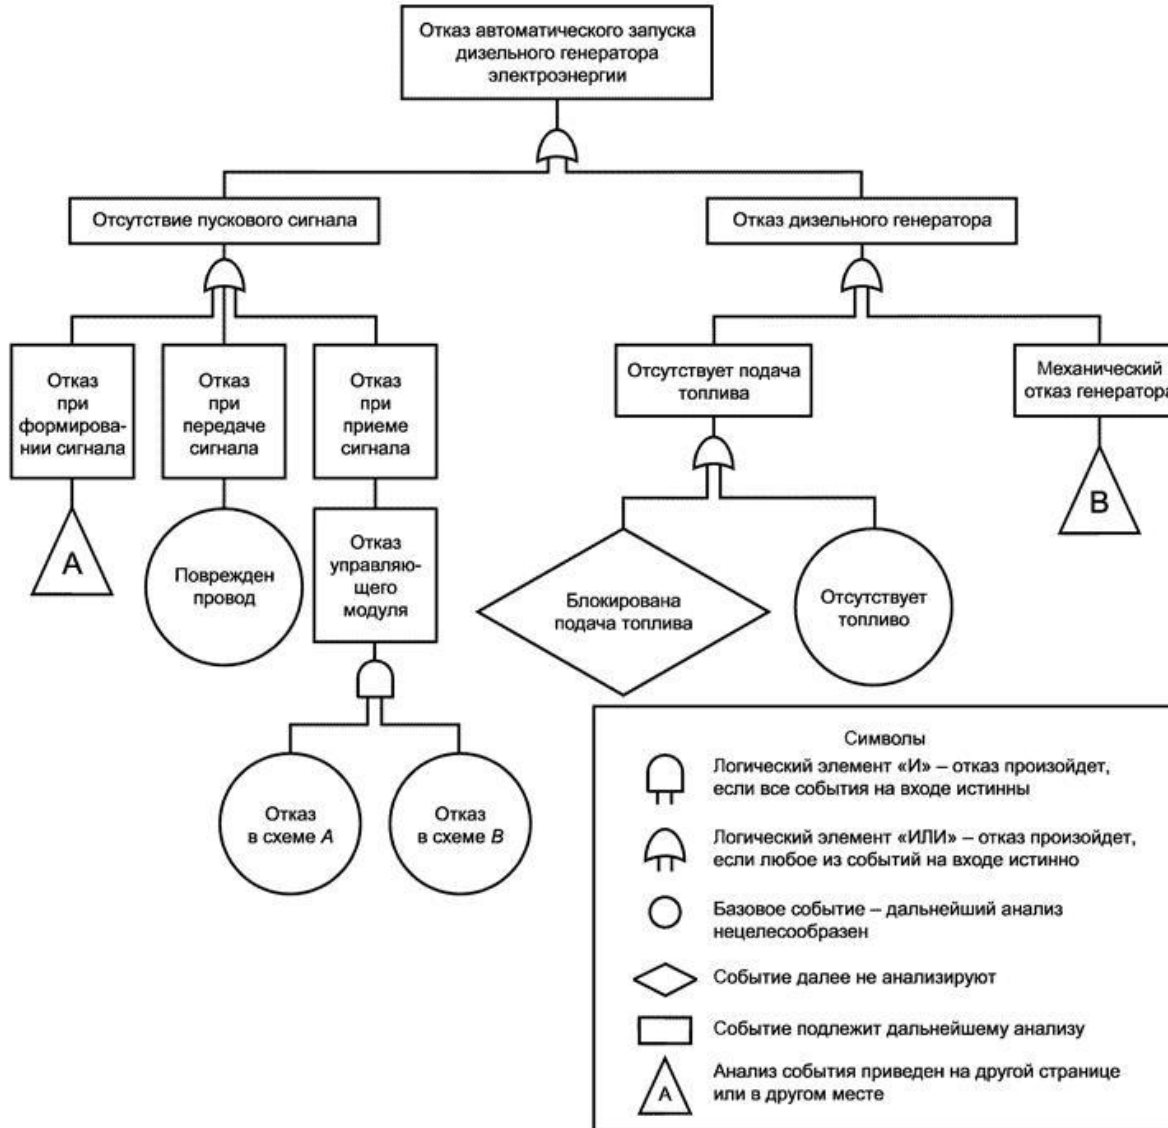 Отказ автоматического запуска
дизельного генератора
электроэнергии
Отсутствие пускового сигнала
Отказ дизельного генератора
Отказ
при
формирова-
нии сигнала
Отказ
при
передаче
сигнала
Отказ
при
приеме
сигнала
Отсутствует подача
топлива
Механический
отказ генератора
A
Поврежден
провод
Отказ
управляю-
щего
модуля
Блокирована
подача топлива
Отсутствует
топливо
B
Отказ
в схеме A
Отказ
в схеме B
Символы
Логический элемент «И» – отказ произойдет,
если все события на входе истинны
Логический элемент «ИЛИ» – отказ произойдет,
если любое из событий на входе истинно
Базовое событие – дальнейший анализ
нецелесообразен
Событие далее не анализируют
Событие подлежит дальнейшему анализу
A
Анализ события приведен на другой странице
или в другом месте